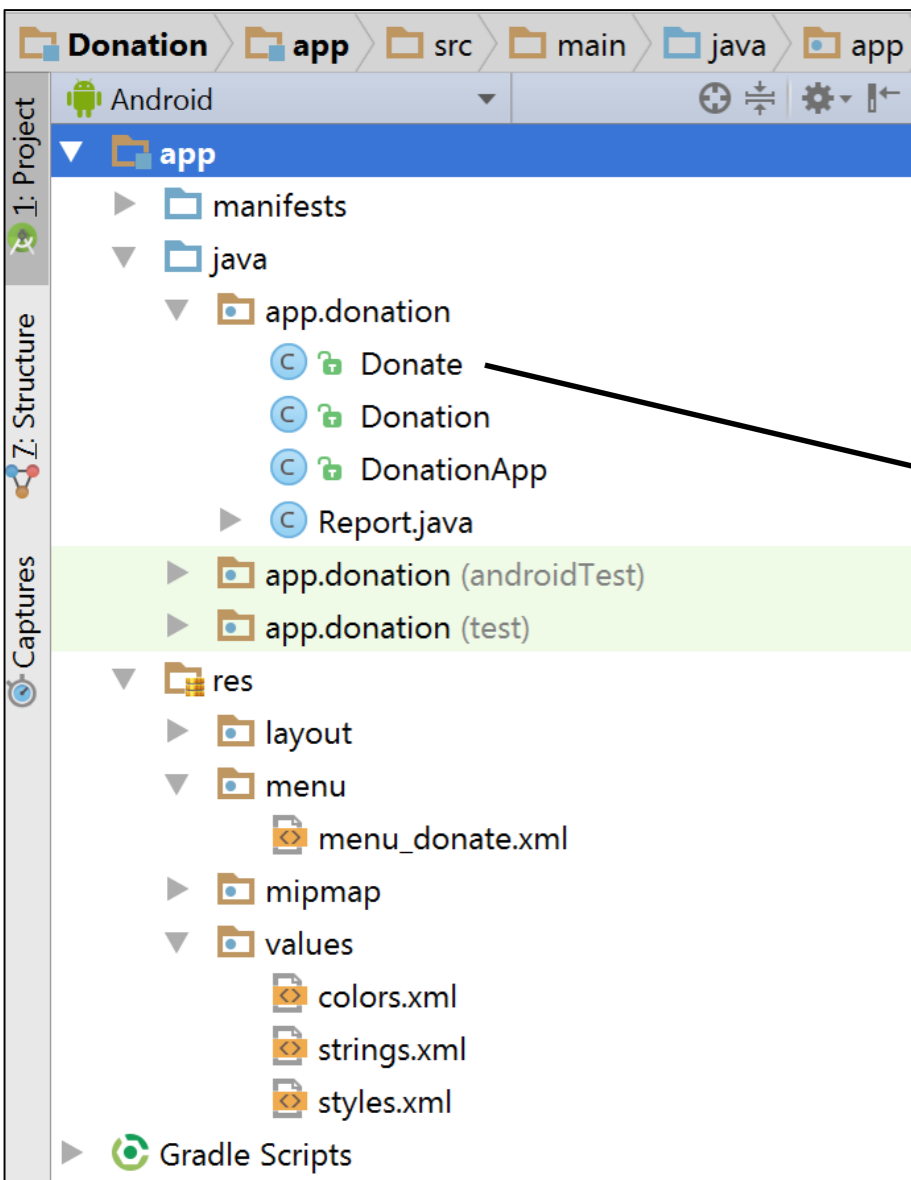 Donation app src main java app
Android
1: Project
app
manifests
java
app.donation
Donate
7: Structure
Donation
DonationApp
Report.java
Captures
app.donation (androidTest)
app.donation (test)
res
layout
menu
menu_donate.xml
mipmap
values
colors.xml
strings.xml
styles.xml
Gradle Scripts